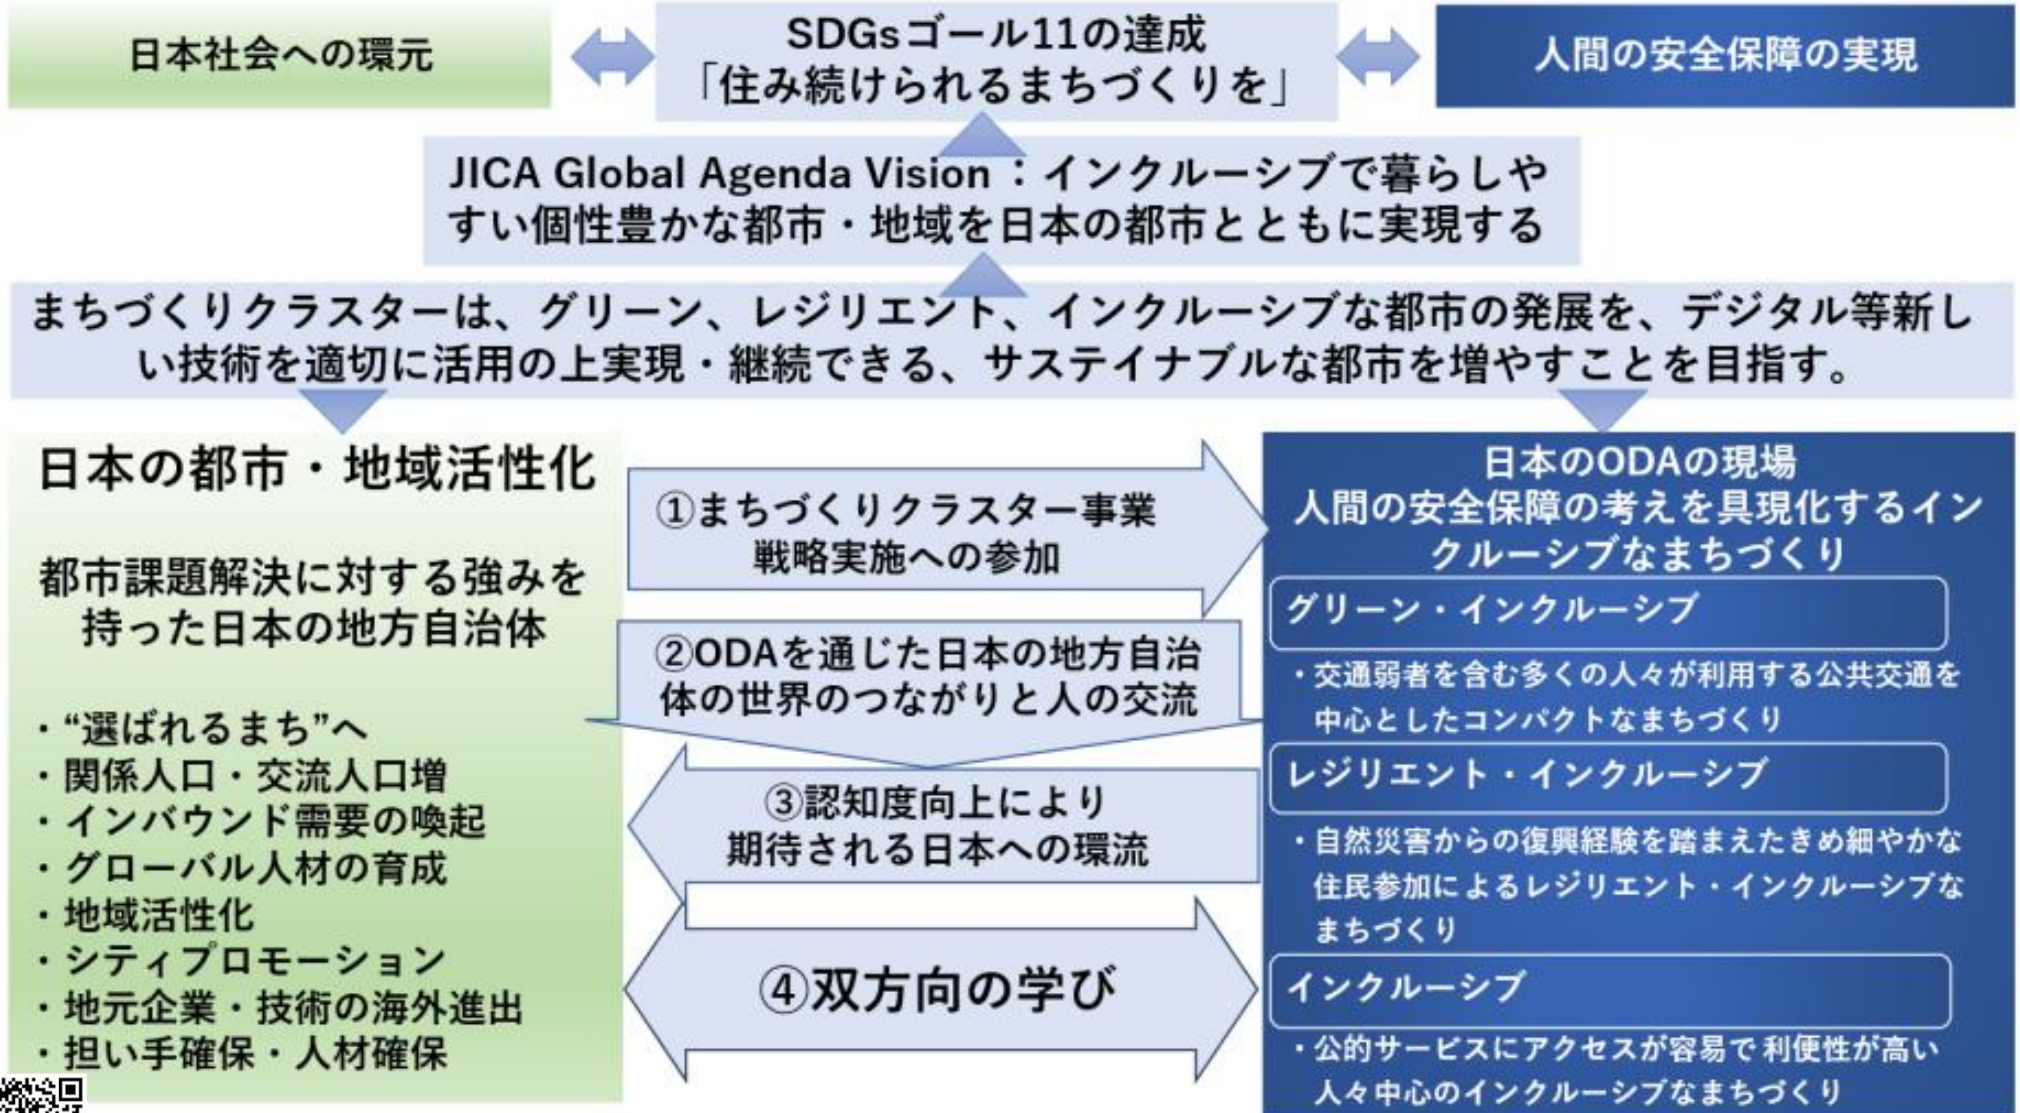 日本社会への環元
SDGsゴール11の達成
「住み続けられるまちづくりを」
人間の安全保障の実現
JICA Global Agenda Vision：インクルーシブで暮らしや
すい個性豊かな都市・地域を日本の都市とともに実現する
まちづくりクラスターは、グリーン、レジリエント、インクルーシブな都市の発展を、デジタル等新し
い技術を適切に活用の上実現・継続できる、サステイナブルな都市を増やすことを目指す。
日本の都市・地域活性化
都市課題解決に対する強みを
持った日本の地方自治体
・“選ばれるまち”へ
・関係人口・交流人口増
・インバウンド需要の喚起
・グローバル人材の育成
・地域活性化
・シティプロモーション
・地元企業・技術の海外進出
・担い手確保・人材確保
①まちづくりクラスター事業
戦略実施への参加
②ODAを通じた日本の地方自治
体の世界のつながりと人の交流
③認知度向上により
期待される日本への環流
④双方向の学び
日本のODAの現場
人間の安全保障の考えを具現化するイン
クルーシブなまちづくり
グリーン・インクルーシブ
・交通弱者を含む多くの人々が利用する公共交通を
中心としたコンパクトなまちづくり
レジリエント・インクルーシブ
・自然災害からの復興経験を踏まえたきめ細やかな
住民参加によるレジリエント・インクルーシブな
まちづくり
インクルーシブ
・公的サービスにアクセスが容易で 利便性が高い
人々中心のインクルーシブなまちづくり